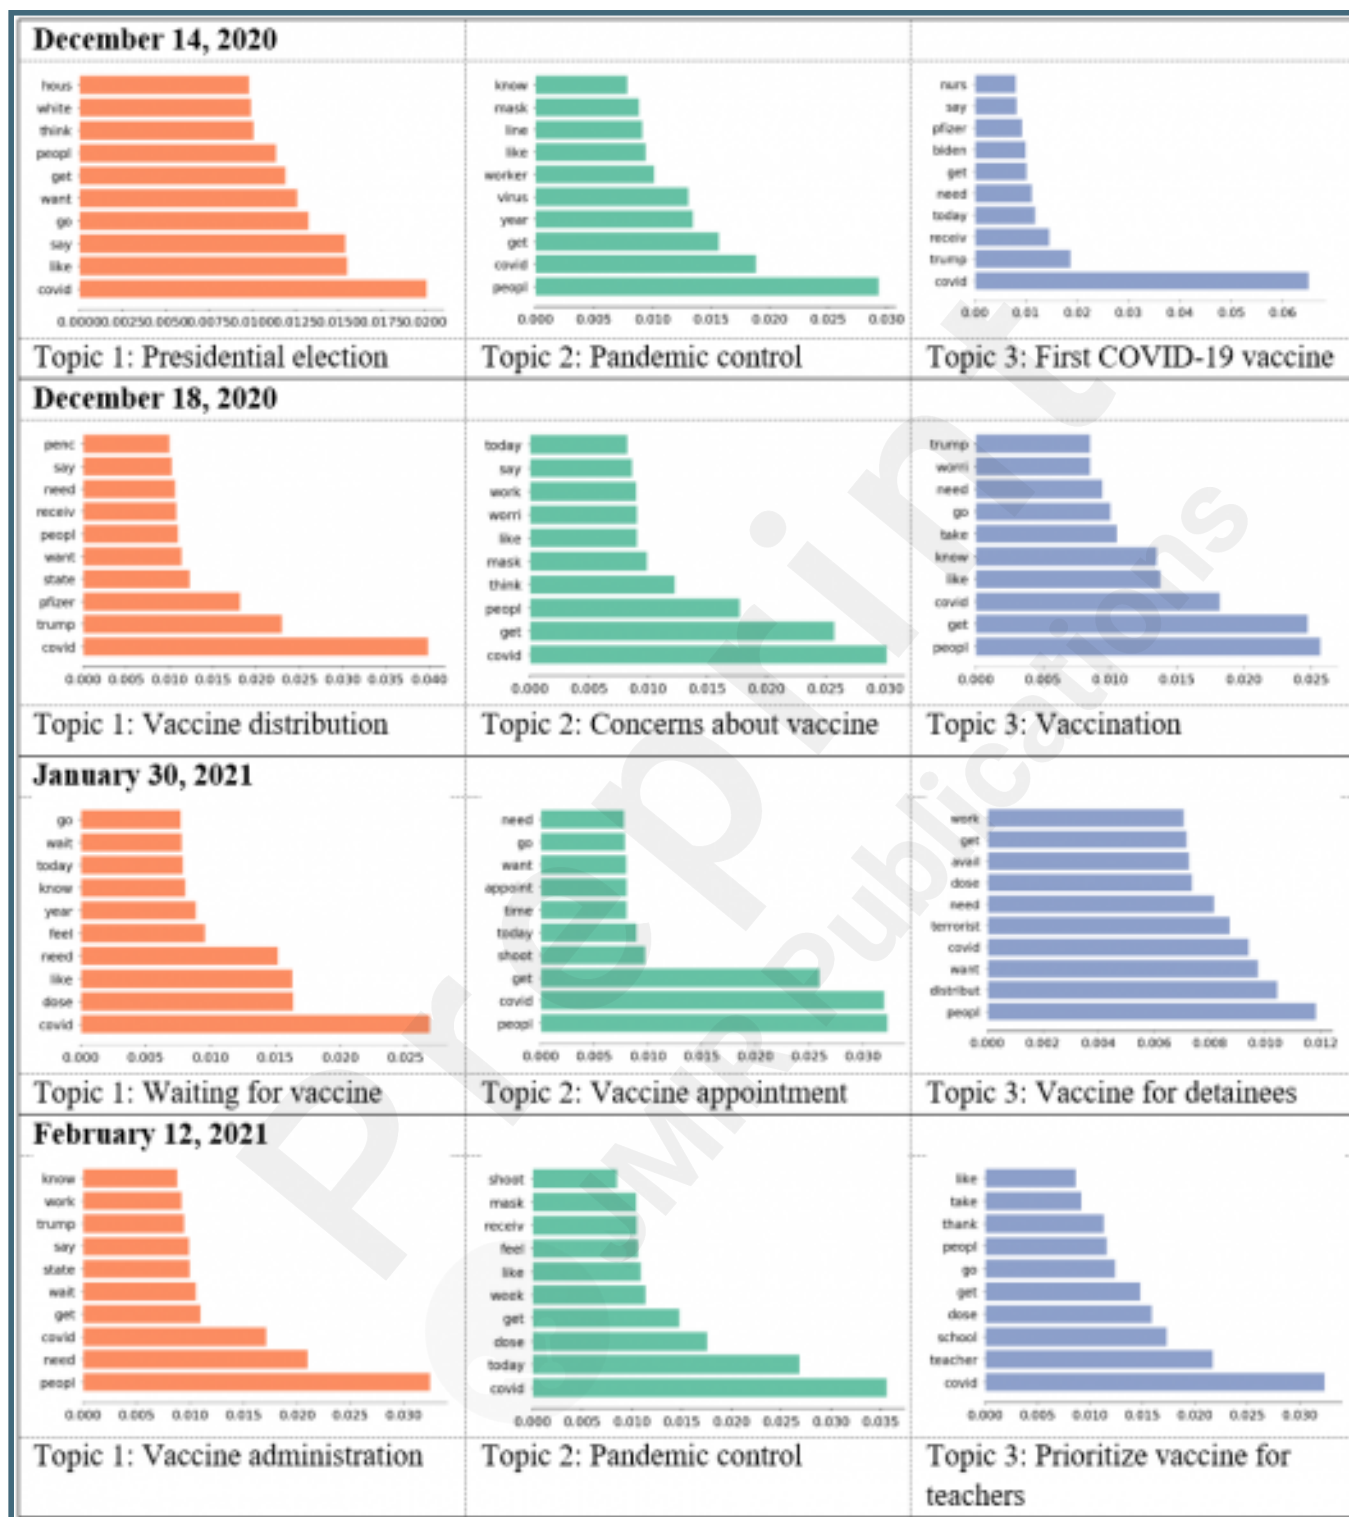 December 14, 2020
hous
white
think
peopl
get
want
go
say
like
covid
0.0000 0.0025 0.0050 0.0075 0.0100 0.0125 0.0150 0.0175 0.0200
know
mask
line
like
worker
virus
year
get
covid
peopl
0.000 0.005 0.010 0.015 0.020 0.025 0.030
nurs
say
pfizer
biden
get
need
today
receiv
trump
covid
0.00 0.01 0.02 0.03 0.04 0.05 0.06
Topic 1: Presidential election
Topic 2: Pandemic control
Topic 3: First COVID-19 vaccine
December 18, 2020
penc
say
need
receiv
peopl
want
state
pfizer
trump
covid
0.000 0.005 0.010 0.015 0.020 0.025 0.030 0.035 0.040
today
say
work
worri
like
mask
think
peopl
get
covid
0.000 0.005 0.010 0.015 0.020 0.025 0.030
trump
worri
need
go
take
know
like
covid
get
peopl
0.000 0.005 0.010 0.015 0.020 0.025
Topic 1: Vaccine distribution
Topic 2: Concerns about vaccine
Topic 3: Vaccination
January 30, 2021
go
wait
today
know
year
feel
need
like
dose
covid
0.000 0.005 0.010 0.015 0.020 0.025
need
go
want
appoint
time
today
shoot
get
covid
peopl
0.000 0.005 0.010 0.015 0.020 0.025 0.030
work
get
avail
dose
need
terrorist
covid
want
distribut
peopl
0.000 0.002 0.004 0.006 0.008 0.010 0.012
Topic 1: Waiting for vaccine
Topic 2: Vaccine appointment
Topic 3: Vaccine for detainees
February 12, 2021
know
work
trump
say
state
wait
get
covid
need
peopl
0.000 0.005 0.010 0.015 0.020 0.025 0.030
shoot
mask
receiv
feel
like
week
get
dose
today
covid
0.000 0.005 0.010 0.015 0.020 0.025 0.030 0.035
like
take
thank
peopl
go
get
dose
school
teacher
covid
0.000 0.005 0.010 0.015 0.020 0.025 0.030
Topic 1: Vaccine administration
Topic 2: Pandemic control
Topic 3: Prioritize vaccine for
teachers
Preprint
JMIR Publications